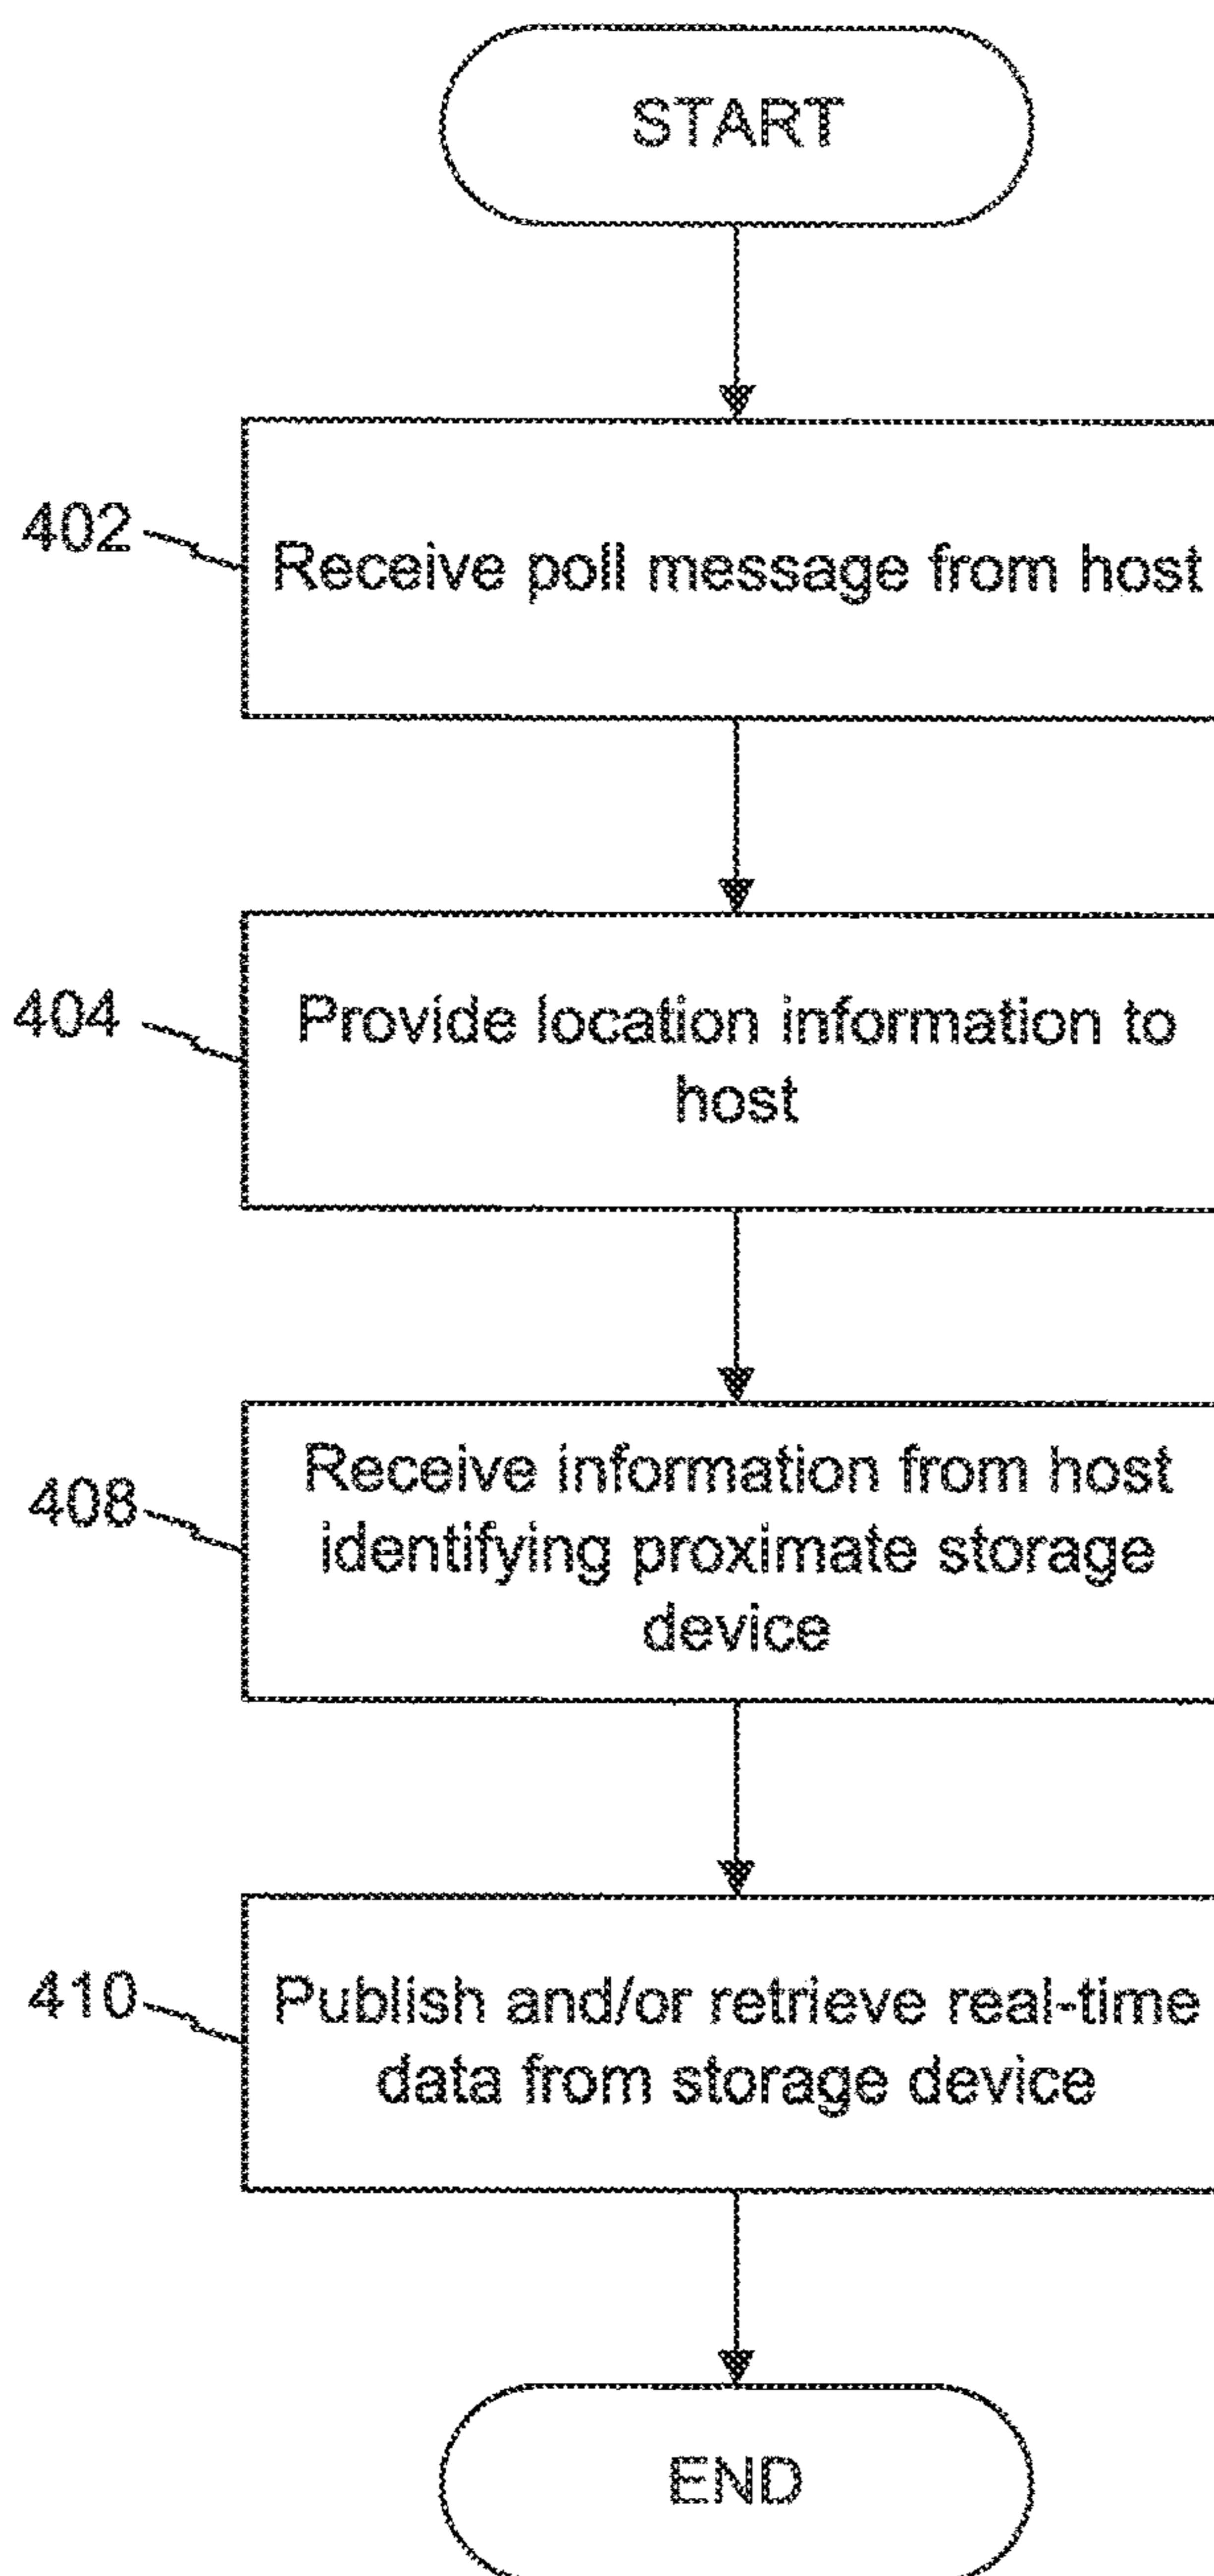 START
402
Receive poll message from host
404
Provide location information to
host
408
Receive information from host
identifying proximate storage
device
410
Publish and/or retrieve real-time
data from storage device
END